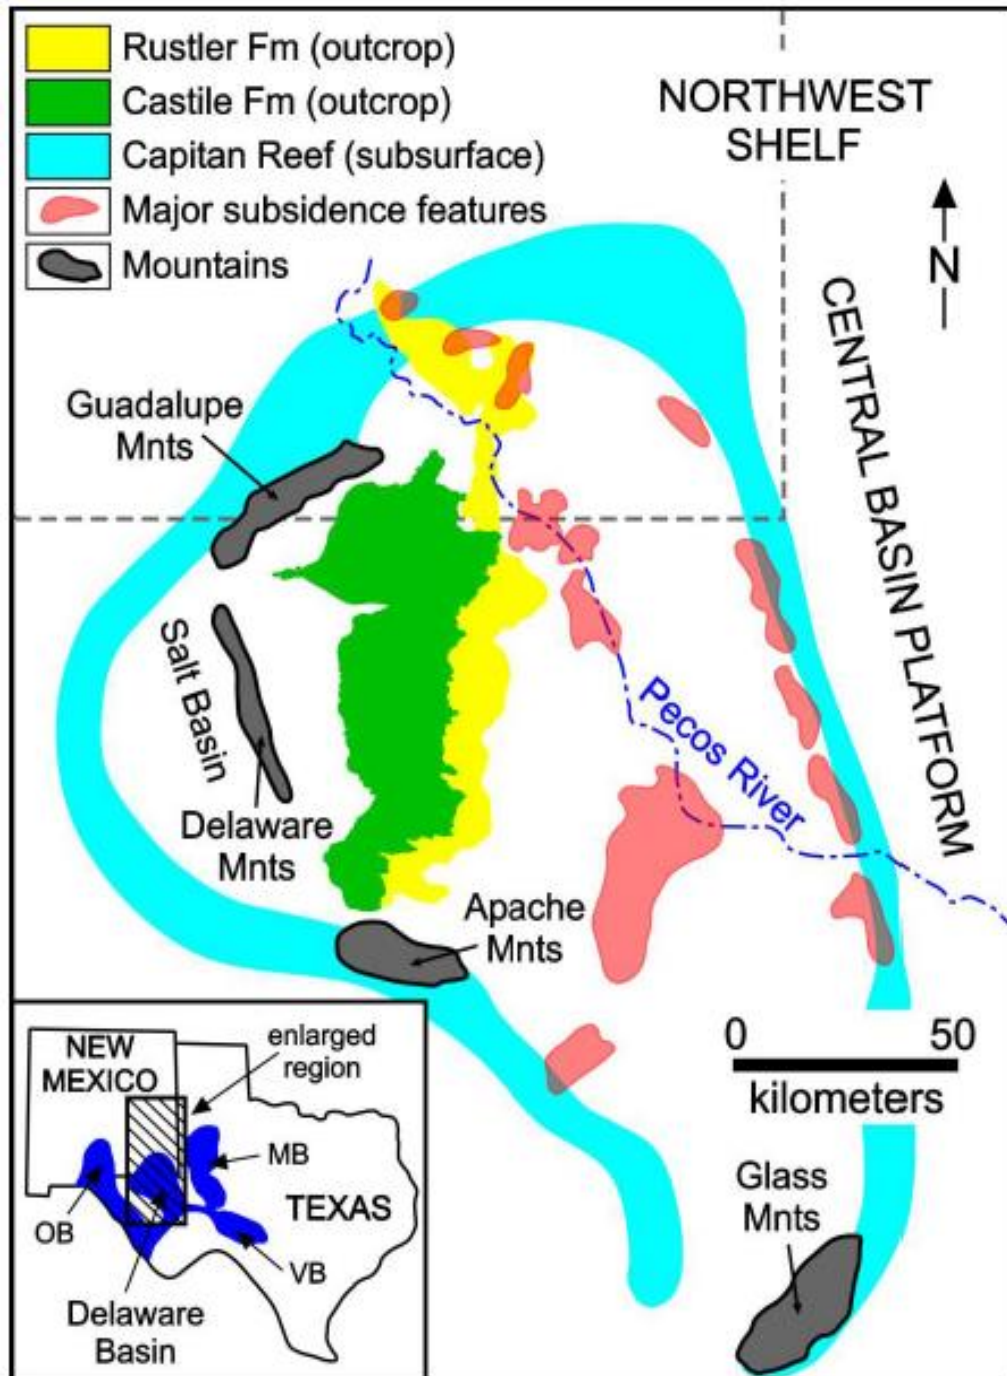 Rustler Fm (outcrop)
Castile Fm (outcrop)
Capitan Reef (subsurface)
Major subsidence features
Mountains
NORTHWEST
SHELF
N
CENTRAL BASIN PLATFORM
Guadalupe
Mnts
Salt Basin
Delaware
Mnts
Pecos River
Apache
Mnts
0 50
kilometers
Glass
Mnts
NEW
MEXICO
enlarged
region
MB
TEXAS
OB
VB
Delaware
Basin